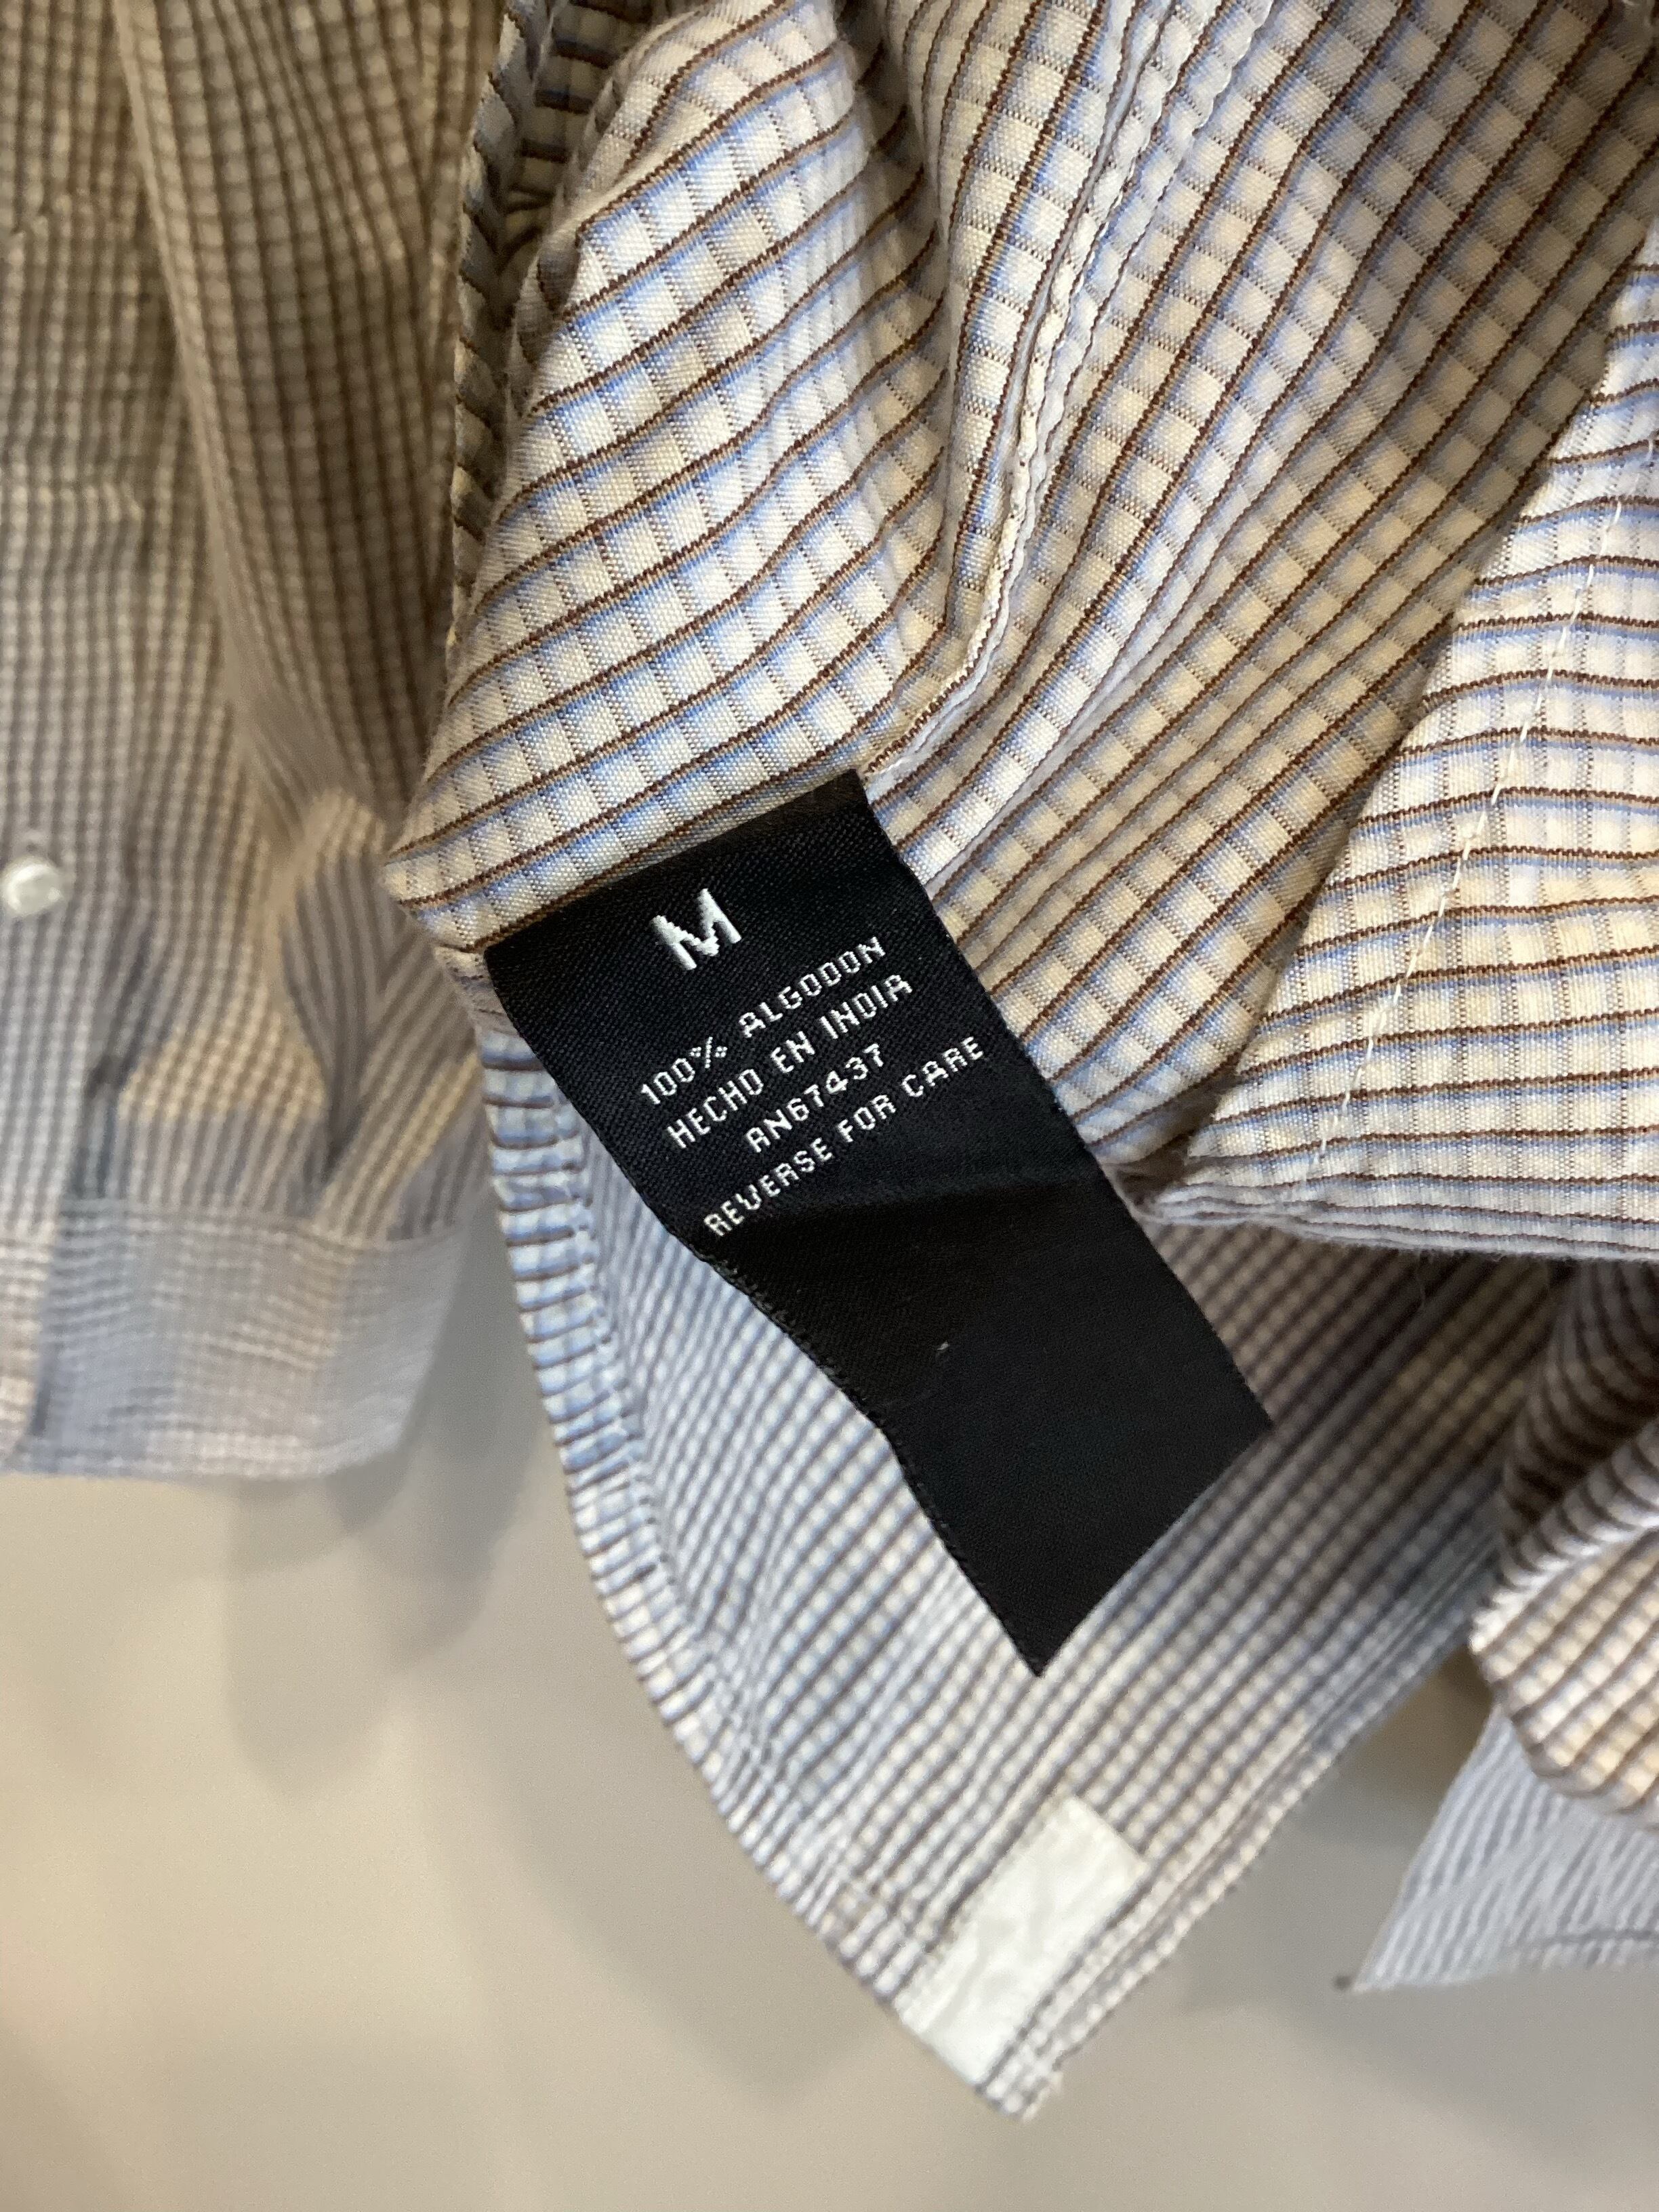 M
100% ALGODON
HECHO EN INDIA
RN67437
REVERSE FOR CARE